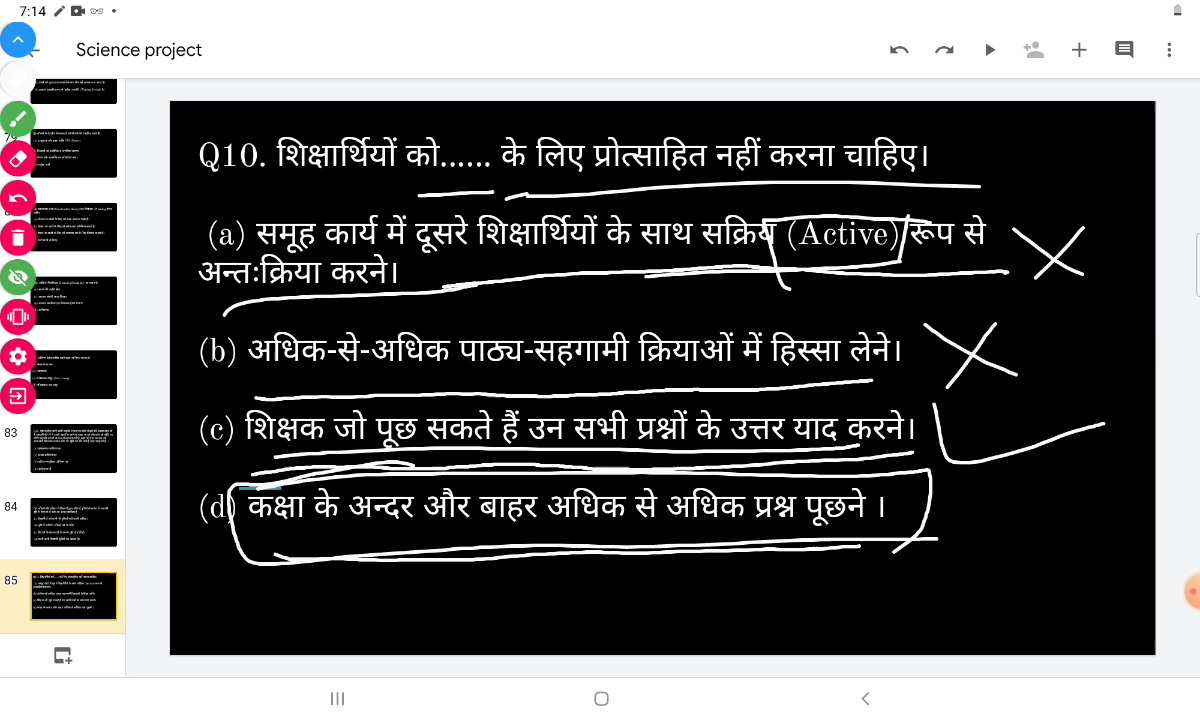 7:14
Science project
79
83
84
85
Q10. शिक्षार्थियों को...... के लिए प्रोत्साहित नहीं करना चाहिए।
(a) समूह कार्य में दूसरे शिक्षार्थियों के साथ सक्रिय (Active) रूप से
अन्तःक्रिया करने।
(b) अधिक-से-अधिक पाठ्य-सहगामी क्रियाओं में हिस्सा लेने।
(c) शिक्षक जो पूछ सकते हैं उन सभी प्रश्नों के उत्तर याद करने।
(d) कक्षा के अन्दर और बाहर अधिक से अधिक प्रश्न पूछने ।